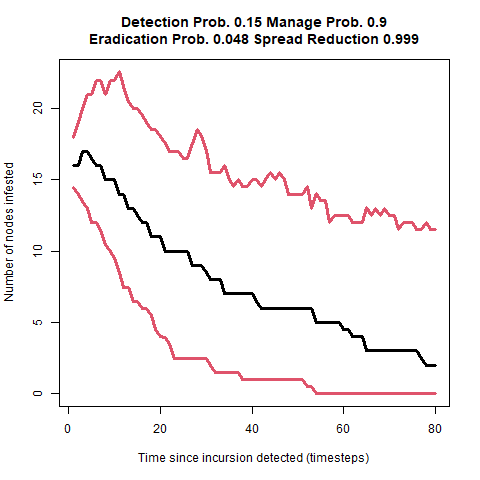 Detection Prob. 0.15 Manage Prob. 0.9
Eradication Prob. 0.048 Spread Reduction 0.999
Number of nodes infested
20
15
10
5
0
0
20
40
60
80
Time since incursion detected (timesteps)